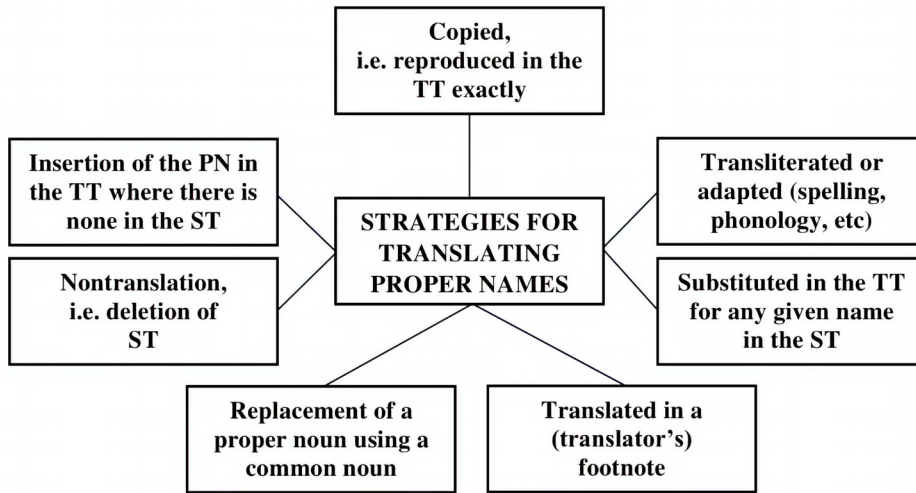 Copied,
i.e. reproduced in the
TT exactly
Insertion of the PN in
the TT where there is
none in the ST
Transliterated or
adapted (spelling,
phonology, etc)
STRATEGIES FOR
TRANSLATING
PROPER NAMES
Nontranslation,
i.e. deletion of
ST
Substituted in the TT
for any given name
in the ST
Replacement of a
proper noun using a
common noun
Translated in a
(translator’s)
footnote